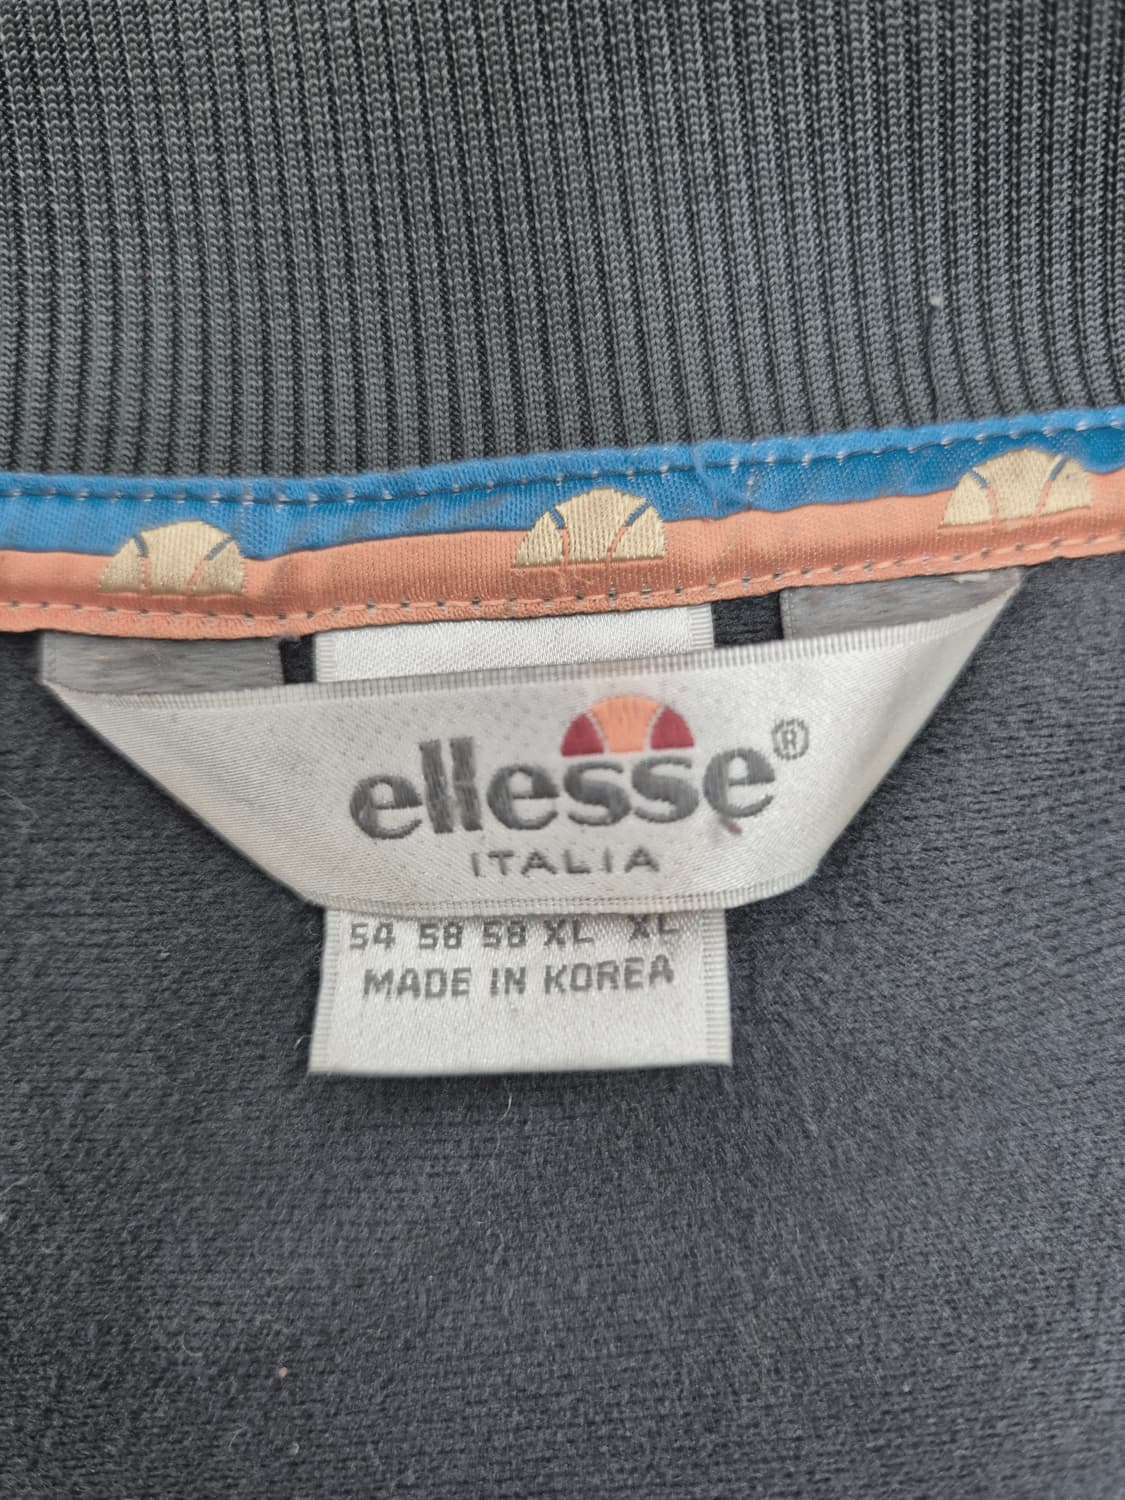 ellesse®
ITALIA
54 58 58 XL XL
MADE IN KOREA